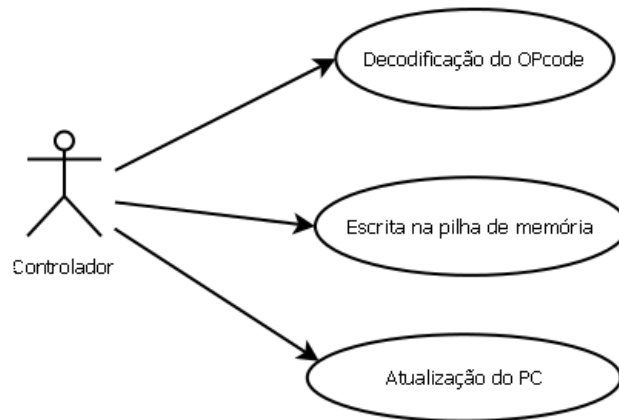 Decodificação do OPcode
Escrita na pilha de memória
Controlador
Atualização do PC